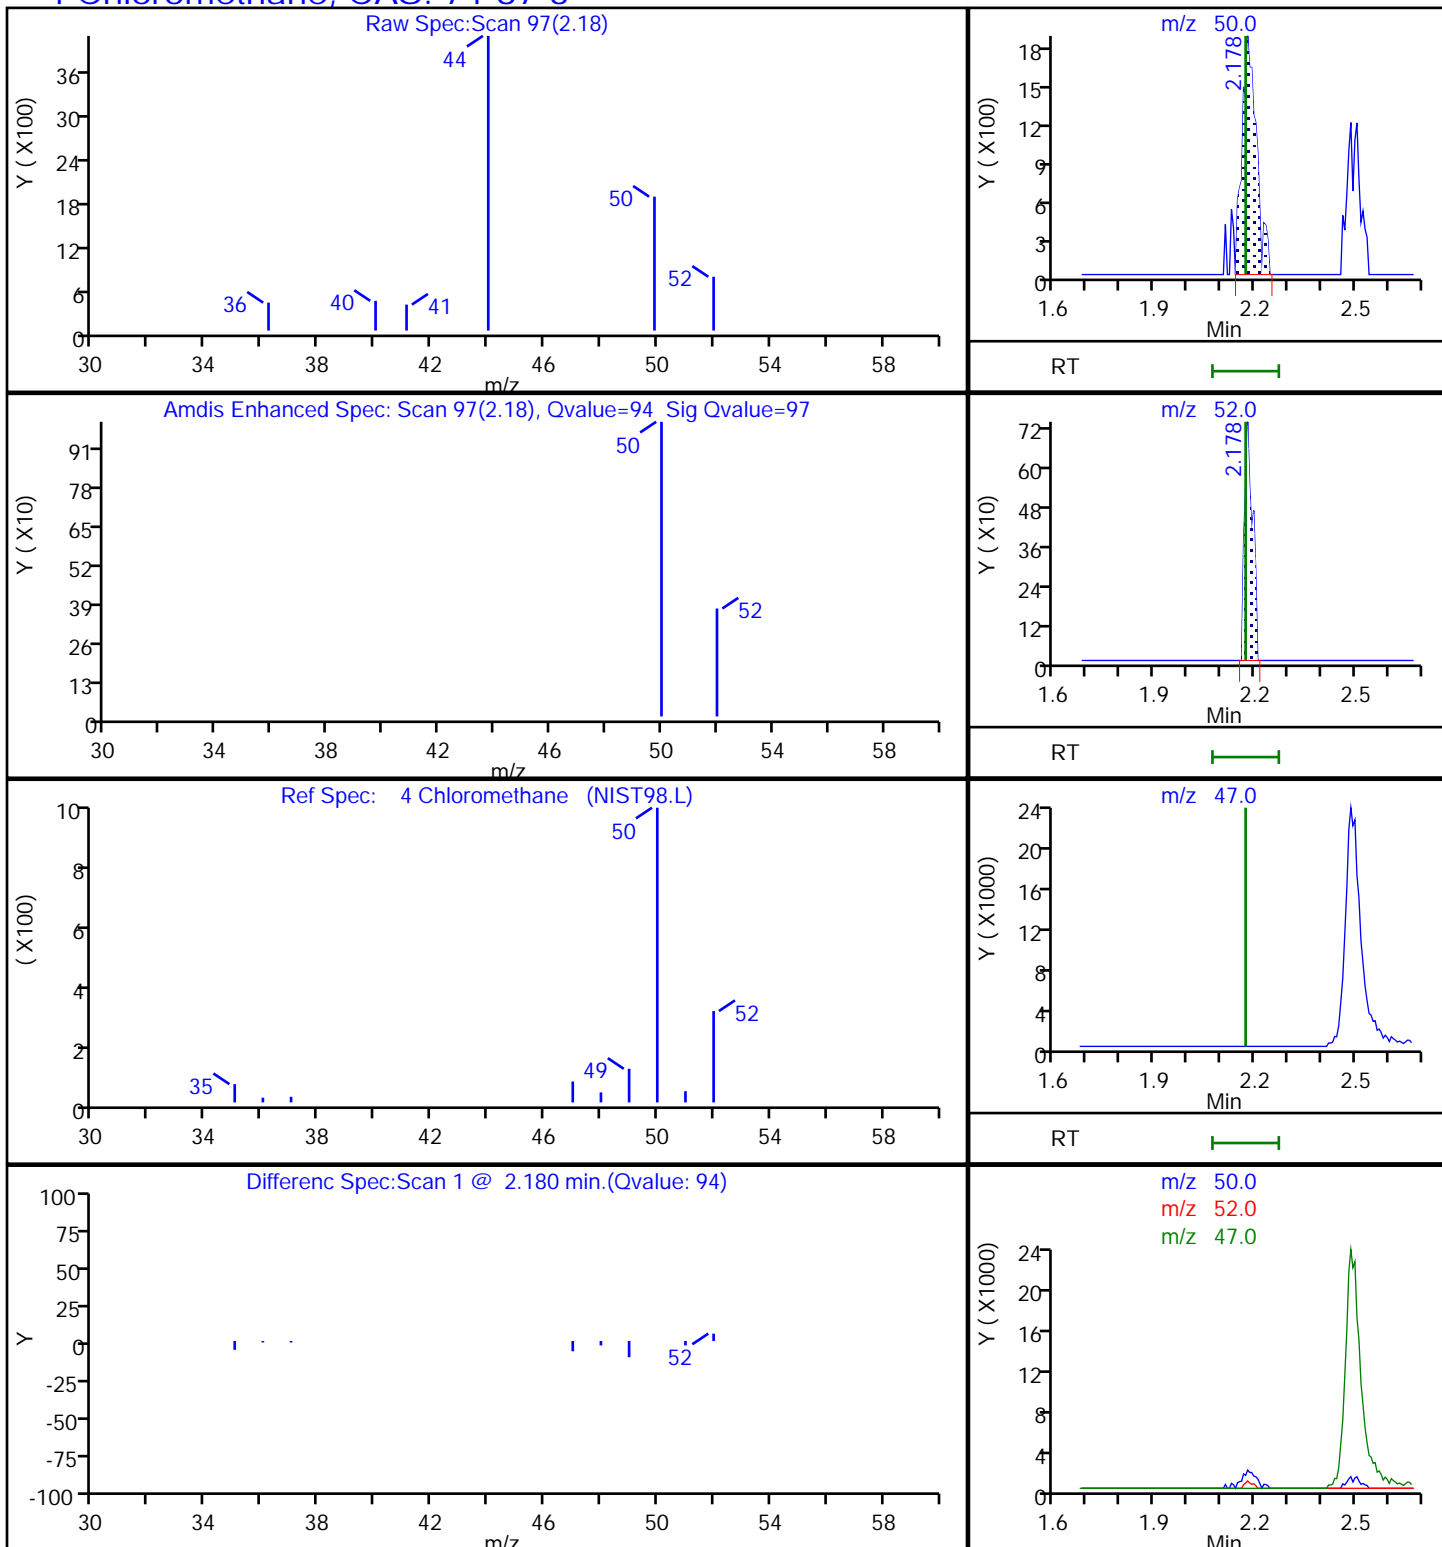 Raw Spec:Scan 97(2.18)
Y ( X100)
36
30
24
18
12
6
0
44
50
52
36
40
41
30 34 38 42 46 50 54 58
m/z
m/z 50.0
Y ( X100)
18
15
12
9
6
3
0
2.178
1.6 1.9 2.2 2.5
Min
RT
Amdis Enhanced Spec: Scan 97(2.18), Qvalue=94 Sig Qvalue=97
Y ( X10)
91
78
65
52
39
26
13
0
50
52
30 34 38 42 46 50 54 58
m/z
m/z 52.0
Y ( X10)
72
60
48
36
24
12
0
2.178
1.6 1.9 2.2 2.5
Min
RT
Ref Spec: 4 Chloromethane (NIST98.L)
( X100)
10
8
6
4
2
0
50
52
35
49
30 34 38 42 46 50 54 58
m/z 47.0
Y ( X1000)
24
20
16
12
8
4
0
1.6 1.9 2.2 2.5
Min
RT
Differenc Spec:Scan 1 @ 2.180 min.(Qvalue: 94)
Y
100
75
50
25
0
-25
-50
-75
-100
52
30 34 38 42 46 50 54 58
m/z
m/z 50.0
m/z 52.0
m/z 47.0
Y ( X1000)
24
20
16
12
8
4
0
1.6 1.9 2.2 2.5
Min